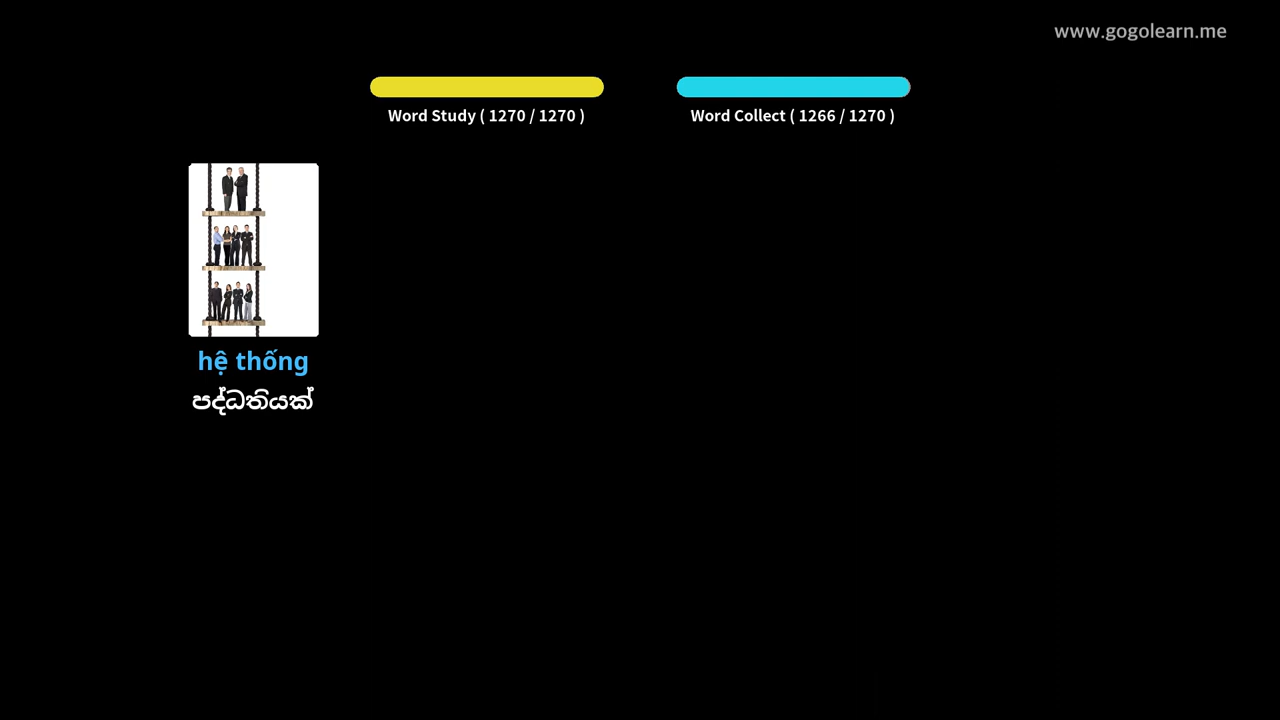 www.gogolearn.me
Word Study ( 1270 / 1270 )
Word Collect ( 1266 / 1270 )
hệ thống
පද්ධතියක්